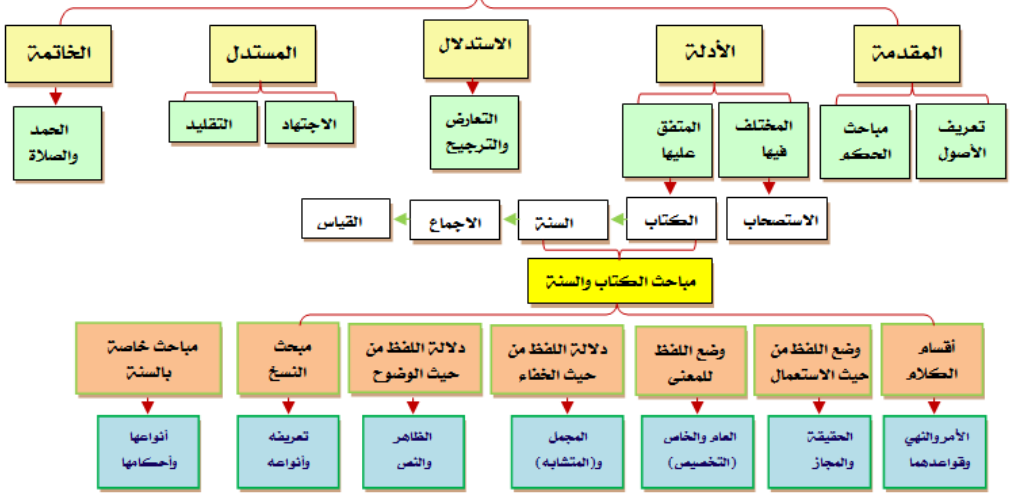 المقدمة
الأدلة
الاستدلال
المستدل
الخاتمة
تعريف
الأصول
مباحث
الحكم
المختلف
فيها
المتفق
عليها
التعارض
والترجيح
الاجتهاد
التقليد
الحمد
والصلاة
الاستصحاب
الكتاب
السنة
الاجماع
القياس
مباحث الكتاب والسنة
أقسام
الكلام
وضع اللفظ من
حيث الاستعمال
وضع اللفظ
للمعنى
دلالة اللفظ من
حيث الخفاء
دلالة اللفظ من
حيث الوضوح
مبحث
النسخ
مباحث خاصة
بالسنة
الأمر والنهي
وقواعدهما
الحقيقة
والمجاز
العام والخاص
(التخصيص)
المجمل
و(المتشابه)
الظاهر
والنص
تعريفه
وأنواعه
أنواعها
وأحكامها